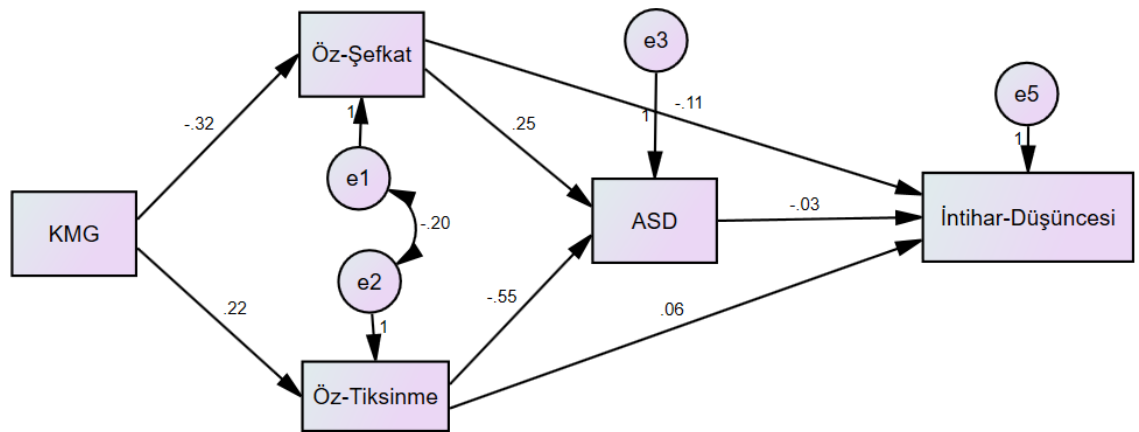 e3
Öz-Şefkat
e5
-.11
1
1
-.32
.25
1
e1
KMG
ASD
-.03
İntihar-Düşüncesi
-.20
e2
.22
1
-.55
.06
Öz-Tiksinme